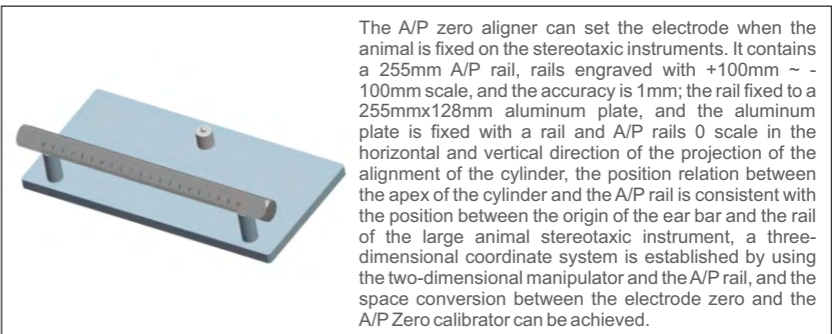 The A/P zero aligner can set the electrode when the
animal is fixed on the stereotaxic instruments. It contains
a 255mm A/P rail, rails engraved with +100mm ~ -
100mm scale, and the accuracy is 1mm; the rail fixed to a
255mmx128mm aluminum plate, and the aluminum
plate is fixed with a rail and A/P rails 0 scale in the
horizontal and vertical direction of the projection of the
alignment of the cylinder, the position relation between
the apex of the cylinder and the A/P rail is consistent with
the position between the origin of the ear bar and the rail
of the large animal stereotaxic instrument, a three-
dimensional coordinate system is established by using
the two-dimensional manipulator and the A/P rail, and the
space conversion between the electrode zero and the
A/P Zero calibrator can be achieved.